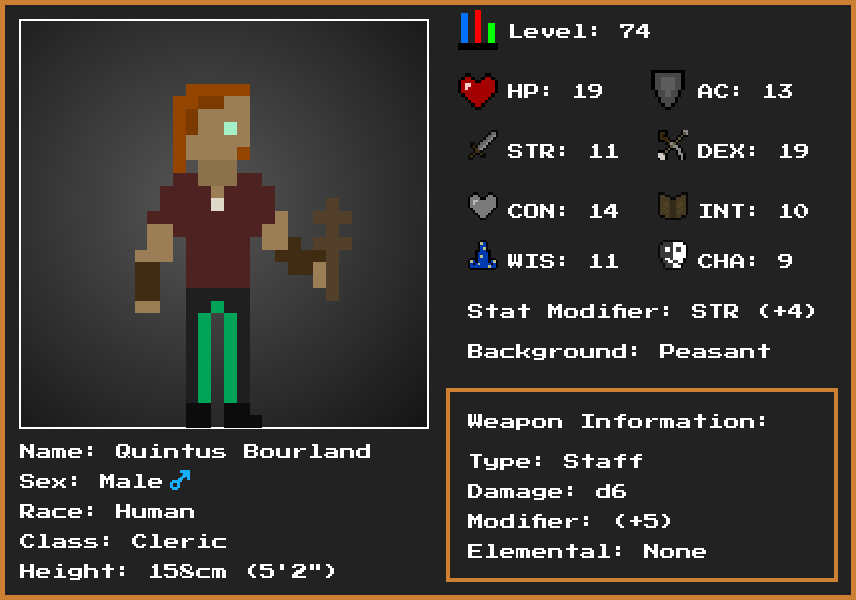 Level: 74
HP: 19 AC: 13
STR: 11 DEX: 19
CON: 14 INT: 10
WIS: 11 CHA: 9
Stat Modifier: STR (+4)
Background: Peasant
Weapon Information:
Type: Staff
Damage: d6
Modifier: (+5)
Elemental: None
Name: Quintus Bourland
Sex: Male♂
Race: Human
Class: Cleric
Height: 158cm (5'2")